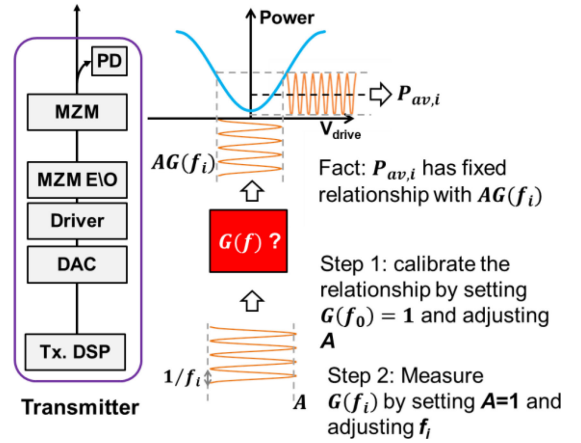 PD
MZM
MZM E\O
Driver
DAC
Tx. DSP
Transmitter
Power
V_drive
P_av,i
AG(f_i)
G(f) ?
1/f_i
A
Fact: P_av,i has fixed
relationship with AG(f_i)
Step 1: calibrate the
relationship by setting
G(f_0) = 1 and adjusting
A
Step 2: Measure
G(f_i) by setting A=1 and
adjusting f_i